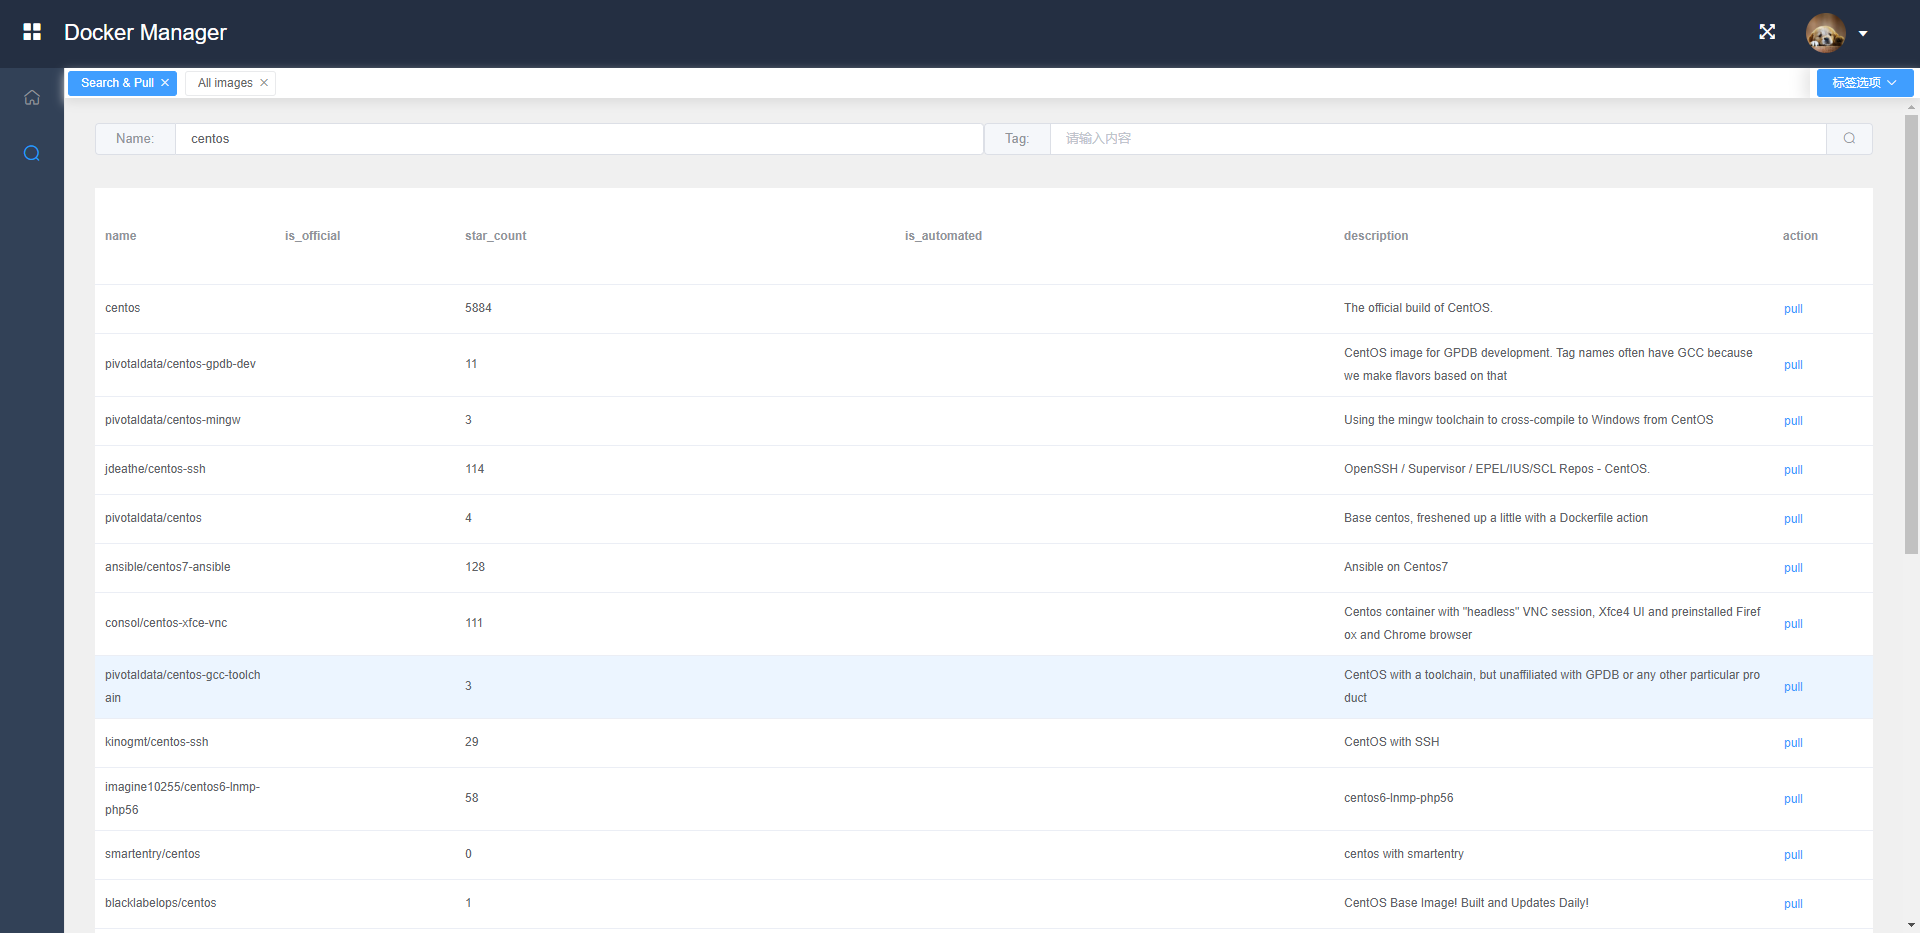 Docker Manager
Search & Pull
All images
标签选项
Name:
centos
Tag:
请输入内容
name is_official star_count is_automated description action
centos 5884 The official build of CentOS. pull
pivotaldata/centos-gpdb-dev 11 CentOS image for GPDB development. Tag names often have GCC because
we make flavors based on that
pull
pivotaldata/centos-mingw 3 Using the mingw toolchain to cross-compile to Windows from CentOS pull
jdeathe/centos-ssh 114 OpenSSH / Supervisor / EPEL/IUS/SCL Repos - CentOS. pull
pivotaldata/centos 4 Base centos, freshened up a little with a Dockerfile action pull
ansible/centos7-ansible 128 Ansible on Centos7 pull
consol/centos-xfce-vnc 111 Centos container with "headless" VNC session, Xfce4 UI and preinstalled Firef
ox and Chrome browser
pull
pivotaldata/centos-gcc-toolch
ain
3
CentOS with a toolchain, but unaffiliated with GPDB or any other particular pro
duct
pull
kinogmt/centos-ssh 29 CentOS with SSH pull
imagine10255/centos6-lnmp-
php56
58 centos6-lnmp-php56 pull
smartentry/centos 0 centos with smartentry pull
blacklabelops/centos 1 CentOS Base Image! Built and Updates Daily! pull